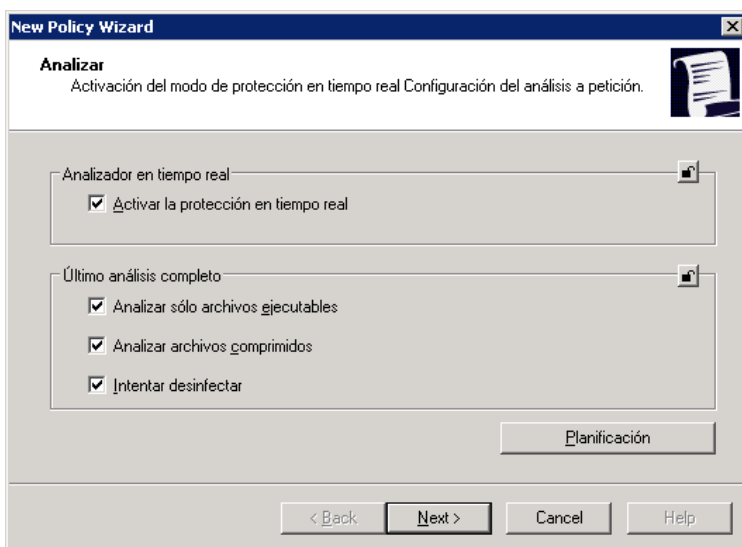 New Policy Wizard
Analizar
Activación del modo de protección en tiempo real Configuración del análisis a petición.
Analizador en tiempo real
Activar la protección en tiempo real
Último análisis completo
Analizar sólo archivos ejecutables
Analizar archivos comprimidos
Intentar desinfectar
Planificación
< Back
Next >
Cancel
Help